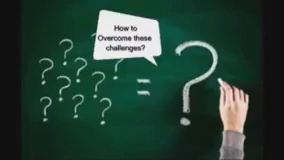 How to
Overcome these
challenges?
? ? ? ? ? ? ? ? ? ? = ?